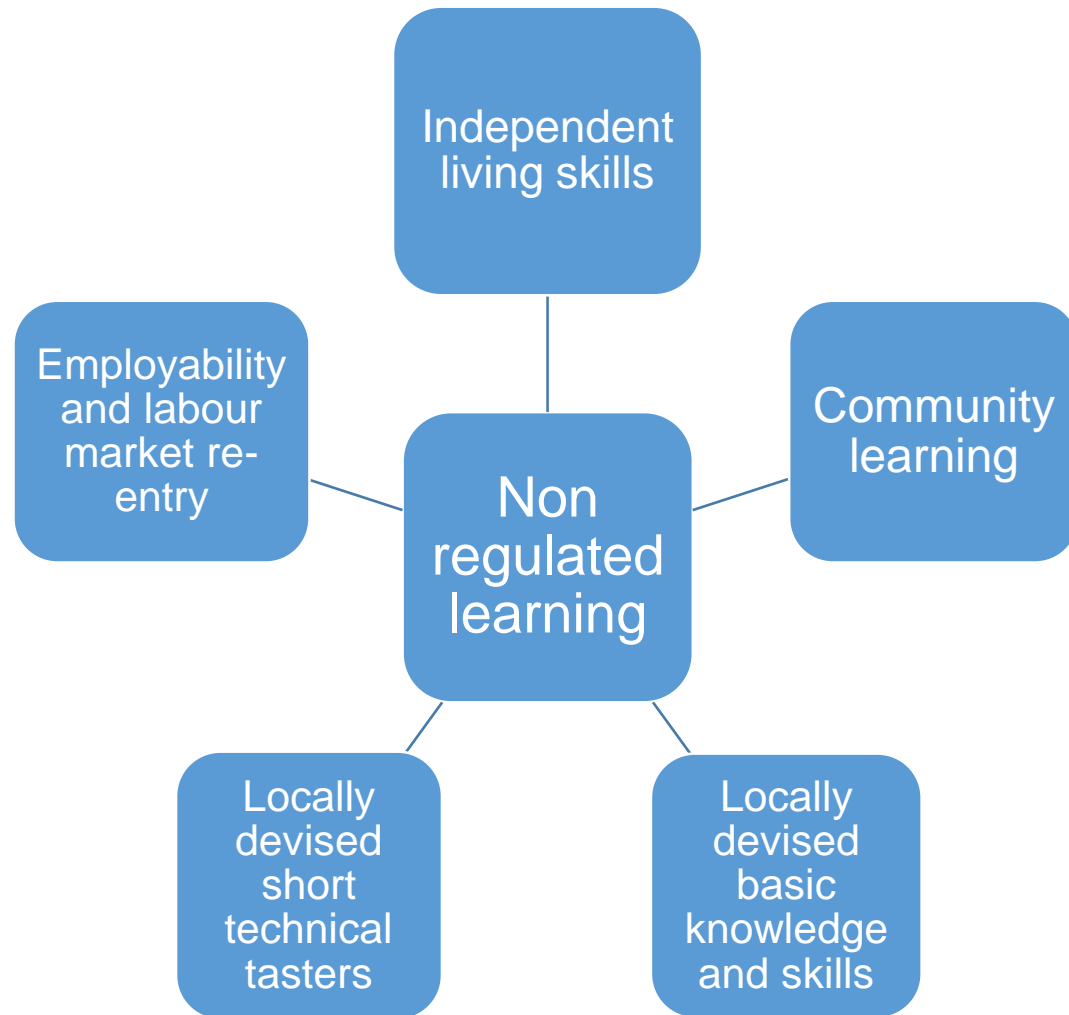 Independent
living skills
Employability
and labour
market re-
entry
Community
learning
Non
regulated
learning
Locally
devised
short
technical
tasters
Locally
devised
basic
knowledge
and skills